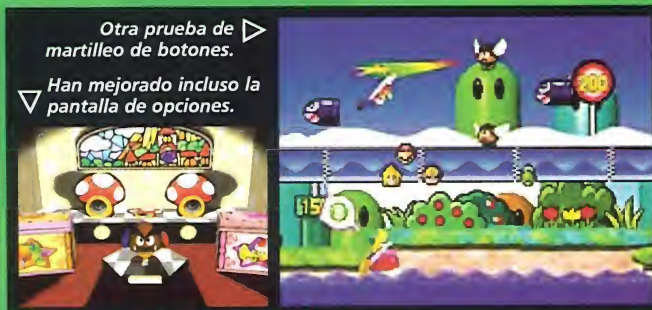 Otra prueba de
martilleo de botones.
Han mejorado incluso la
pantalla de opciones.
200
15